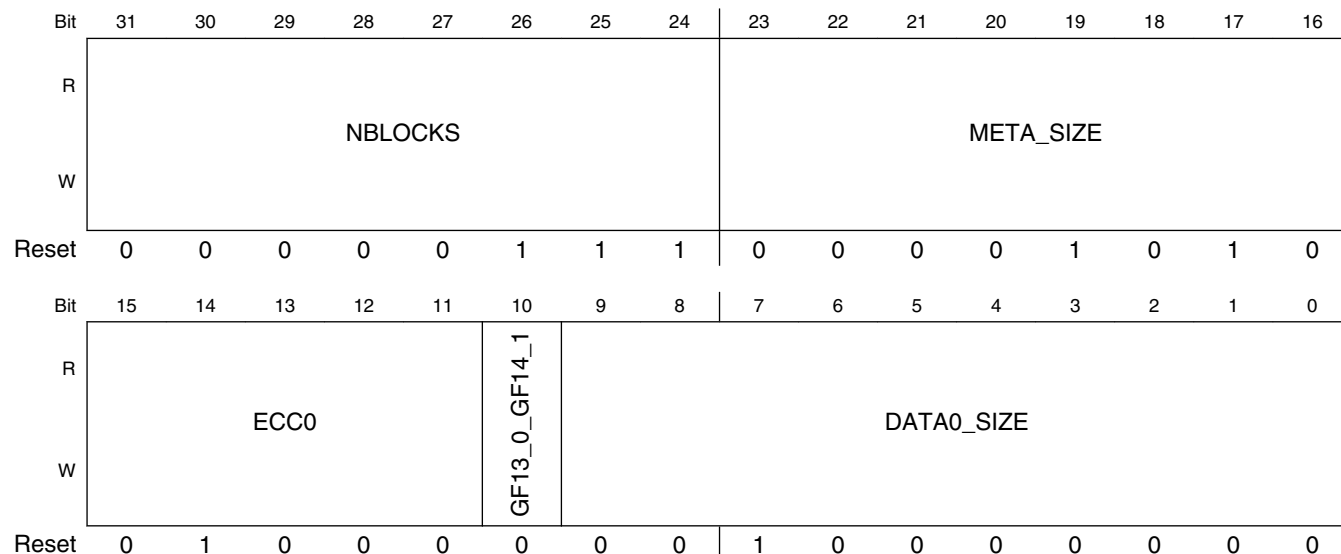 Bit 31 30 29 28 27 26 25 24 23 22 21 20 19 18 17 16
R
NBLOCKS META_SIZE
W
Reset 0 0 0 0 0 1 1 1 0 0 0 0 1 0 1 0
Bit 15 14 13 12 11 10 9 8 7 6 5 4 3 2 1 0
R
ECC0 GF13_0_GF14_1 DATA0_SIZE
W
Reset 0 1 0 0 0 0 0 0 1 0 0 0 0 0 0 0